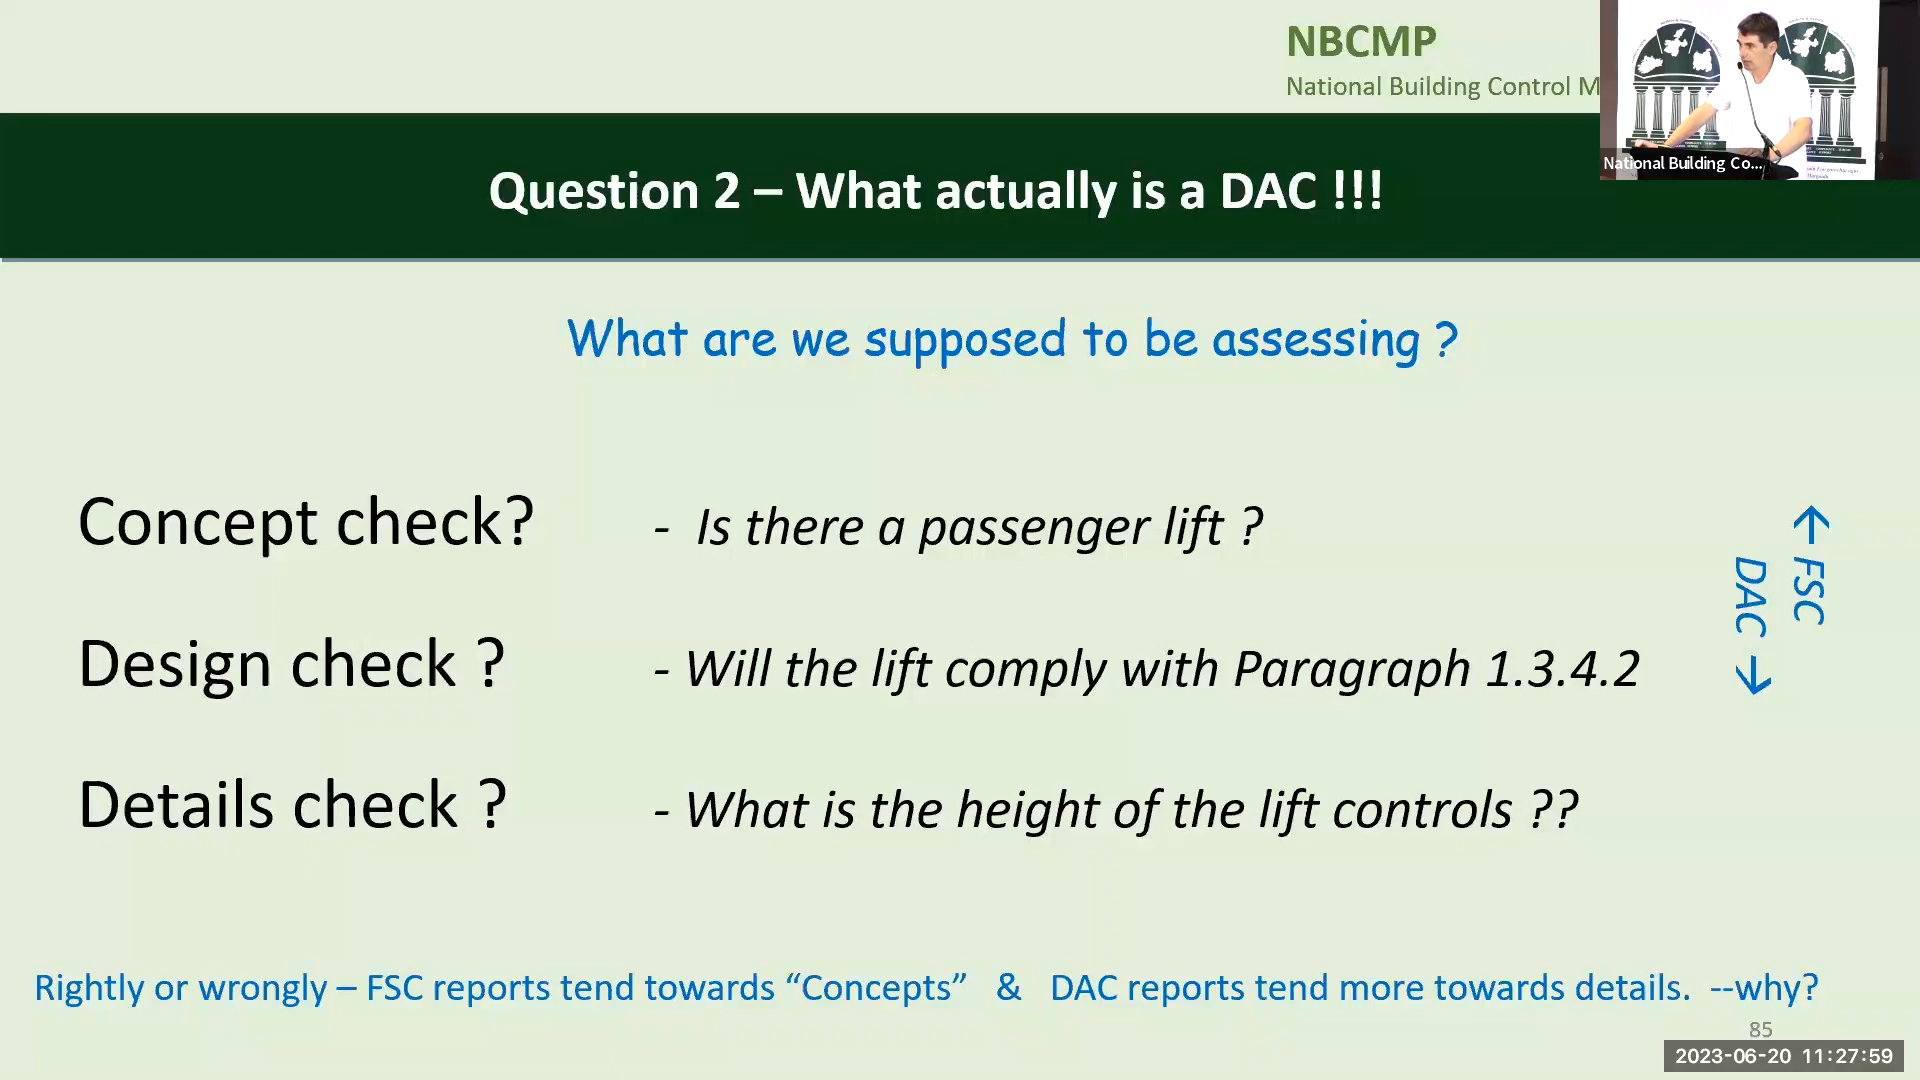 NBCMP
National Building Control M
National Building Co...
Question 2 – What actually is a DAC !!!
What are we supposed to be assessing ?
Concept check? - Is there a passenger lift ?
Design check ? - Will the lift comply with Paragraph 1.3.4.2
Details check ? - What is the height of the lift controls ??
← FSC
DAC →
Rightly or wrongly – FSC reports tend towards “Concepts” & DAC reports tend more towards details. --why?
85
2023-06-20 11:27:59